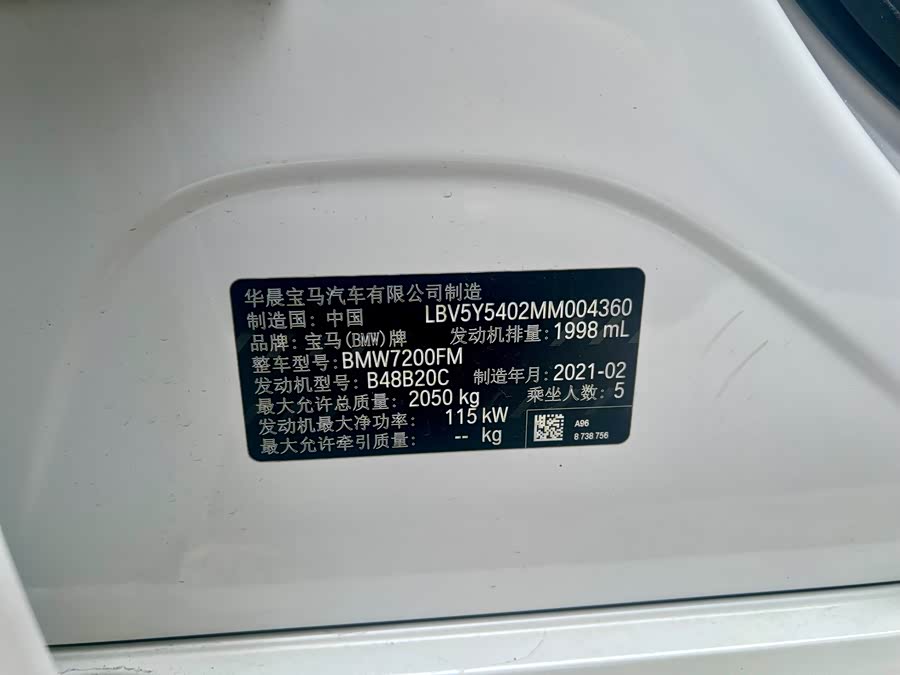 华晨宝马汽车有限公司制造
制造国: 中国 LBV5Y5402MM004360
品牌: 宝马(BMW)牌 发动机排量: 1998 mL
整车型号: BMW7200FM
发动机型号: B48B20C 制造年月: 2021-02
最大允许总质量: 2050 kg 乘坐人数: 5
发动机最大净功率: 115 kW
最大允许牵引质量: -- kg
A96
8 738 756